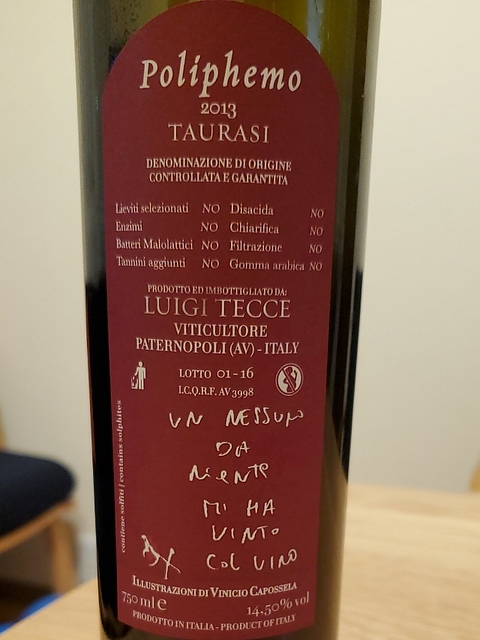 Poliphemo
2013
TAURASI
DENOMINAZIONE DI ORIGINE
CONTROLLATA E GARANTITA
Lieviti selezionati NO Disacida NO
Enzimi NO Chiarifica NO
Batteri Malolattici NO Filtrazione NO
Tannini aggiunti NO Gomma arabica NO
PRODOTTO ED IMBOTTIGLIATO DA:
LUIGI TECCE
VITICULTORE
PATERNOPOLI (AV) - ITALY
LOTTO 01-16
I.C.Q.R.F. AV 3998
contiene solfiti | contains solphites
UN NESSUNO
DA
NIENTE
MI HA
VINTO
COL VINO
ILLUSTRAZIONI DI VINICIO CAPOSSELA
750 ml e 14,50% vol
PRODOTTO IN ITALIA - PRODUCT OF ITALY